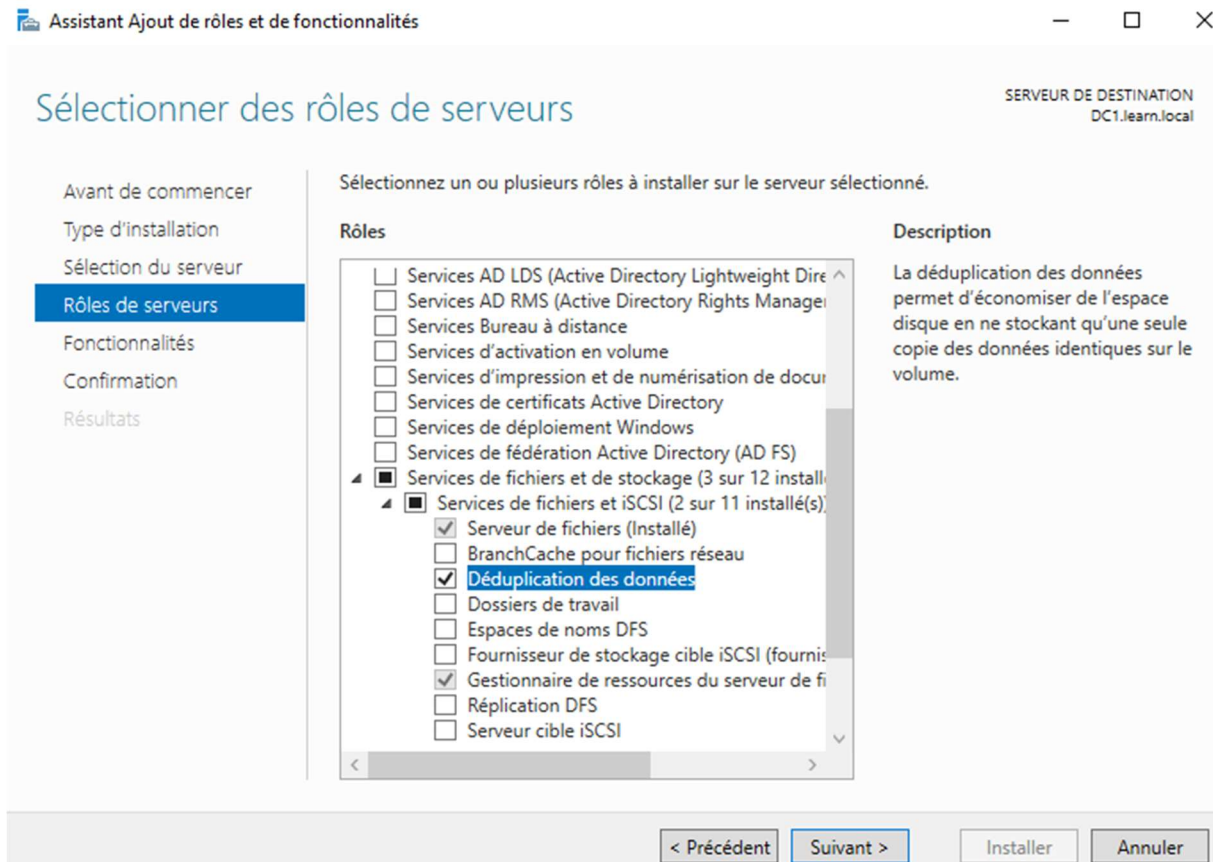 Assistant Ajout de rôles et de fonctionnalités
Sélectionner des rôles de serveurs
SERVEUR DE DESTINATION
DC1.learn.local
Avant de commencer
Type d'installation
Sélection du serveur
Rôles de serveurs
Fonctionnalités
Confirmation
Résultats
Sélectionnez un ou plusieurs rôles à installer sur le serveur sélectionné.
Rôles
Services AD LDS (Active Directory Lightweight Dire
Services AD RMS (Active Directory Rights Manager
Services Bureau à distance
Services d'activation en volume
Services d'impression et de numérisation de docur
Services de certificats Active Directory
Services de déploiement Windows
Services de fédération Active Directory (AD FS)
Services de fichiers et de stockage (3 sur 12 install
Services de fichiers et iSCSI (2 sur 11 installé(s))
Serveur de fichiers (Installé)
BranchCache pour fichiers réseau
Déduplication des données
Dossiers de travail
Espaces de noms DFS
Fournisseur de stockage cible iSCSI (fournis
Gestionnaire de ressources du serveur de fi
Réplication DFS
Serveur cible iSCSI
Description
La déduplication des données
permet d'économiser de l'espace
disque en ne stockant qu'une seule
copie des données identiques sur le
volume.
< Précédent
Suivant >
Installer
Annuler